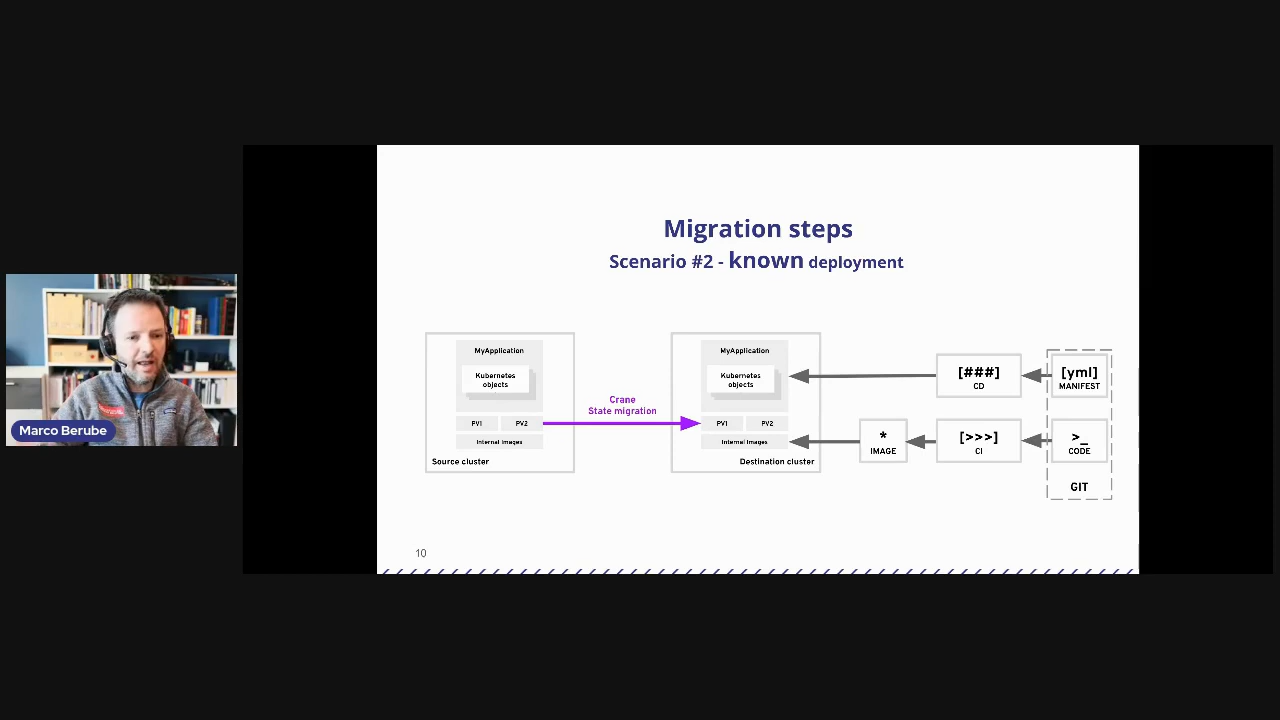 Migration steps
Scenario #2 - known deployment
MyApplication
Kubernetes
objects
PV1
PV2
Internal Images
Source cluster
Crane
State migration
MyApplication
Kubernetes
objects
PV1
PV2
Internal Images
Destination cluster
[###]
CD
[yml]
MANIFEST
*
IMAGE
[>>>]
CI
>_
CODE
GIT
10
Marco Berube